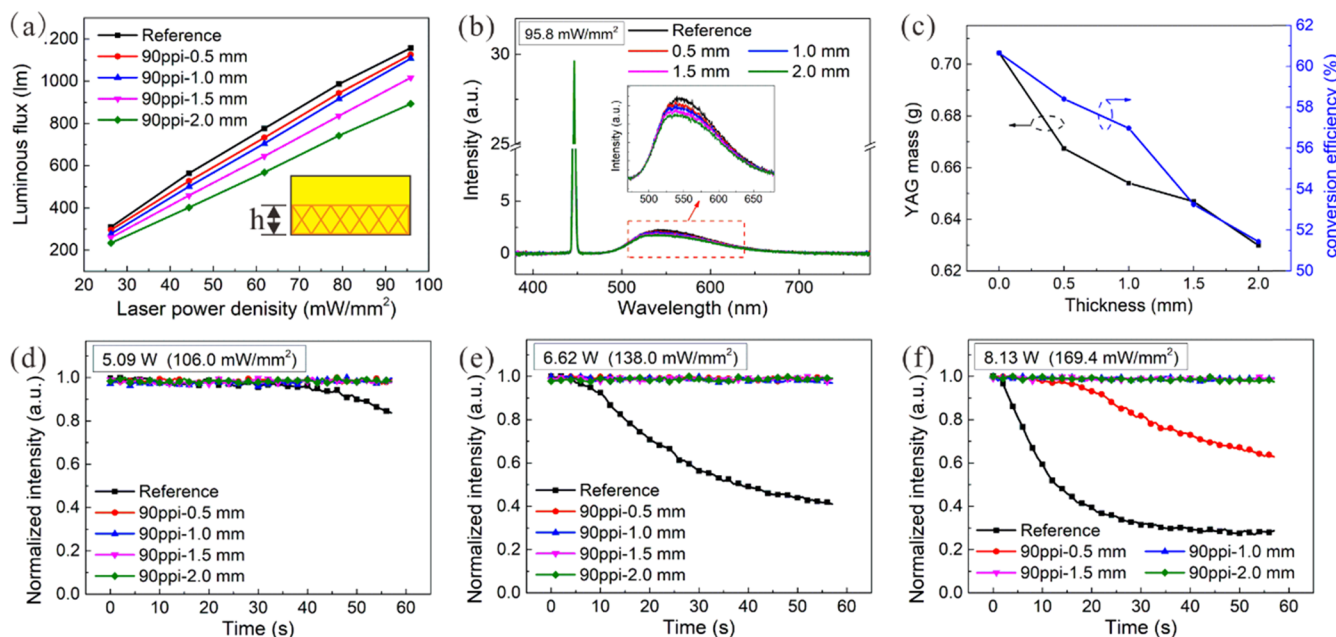 (a)
Luminous flux (lm)
1200
1000
800
600
400
200
Reference
90ppi-0.5 mm
90ppi-1.0 mm
90ppi-1.5 mm
90ppi-2.0 mm
h
20 30 40 50 60 70 80 90 100
Laser power denisity (mW/mm²)
(b)
95.8 mW/mm²
Reference
0.5 mm 1.0 mm
1.5 mm 2.0 mm
Intensity (a.u.)
30
25
5
0
Intensity (a.u.)
500 550 600 650
400 500 600 700
Wavelength (nm)
(c)
YAG mass (g)
0.70
0.68
0.66
0.64
0.62
62
60
58
56
54
52
50
conversion efficiency (%)
0.0 0.5 1.0 1.5 2.0
Thickness (mm)
(d)
5.09 W (106.0 mW/mm²)
Normalized intensity (a.u.)
1.0
0.8
0.6
0.4
0.2
0.0
Reference
90ppi-0.5 mm
90ppi-1.0 mm
90ppi-1.5 mm
90ppi-2.0 mm
0 10 20 30 40 50 60
Time (s)
(e)
6.62 W (138.0 mW/mm²)
Normalized intensity (a.u.)
1.0
0.8
0.6
0.4
0.2
0.0
Reference
90ppi-0.5 mm
90ppi-1.0 mm
90ppi-1.5 mm
90ppi-2.0 mm
0 10 20 30 40 50 60
Time (s)
(f)
8.13 W (169.4 mW/mm²)
Normalized intensity (a.u.)
1.0
0.8
0.6
0.4
0.2
0.0
Reference
90ppi-0.5 mm 90ppi-1.0 mm
90ppi-1.5 mm 90ppi-2.0 mm
0 10 20 30 40 50 60
Time (s)